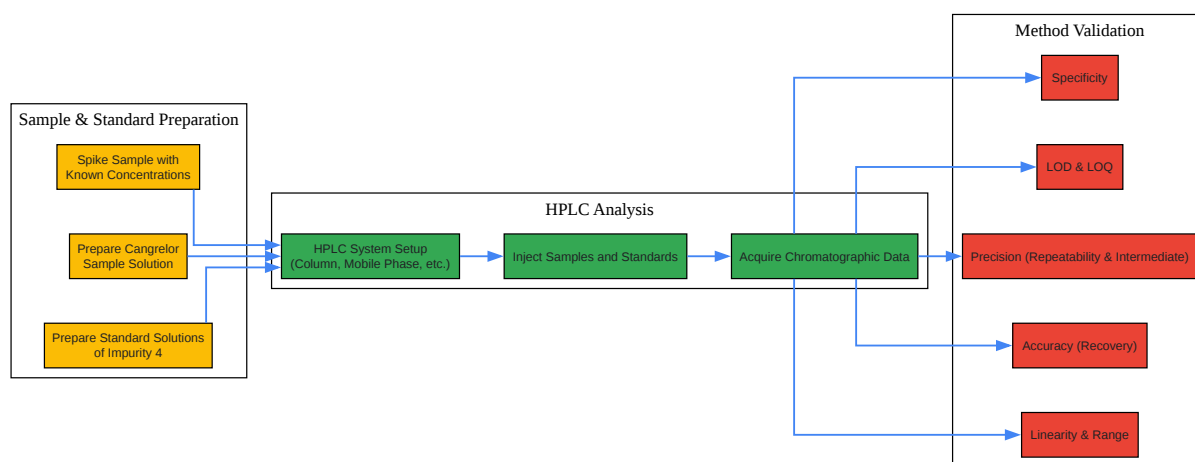 Sample & Standard Preparation
Spike Sample with
Known Concentrations
Prepare Cangrelor
Sample Solution
Prepare Standard Solutions
of Impurity 4
HPLC Analysis
HPLC System Setup
(Column, Mobile Phase, etc.)
Inject Samples and Standards
Acquire Chromatographic Data
Method Validation
Specificity
LOD & LOQ
Precision (Repeatability & Intermediate)
Accuracy (Recovery)
Linearity & Range